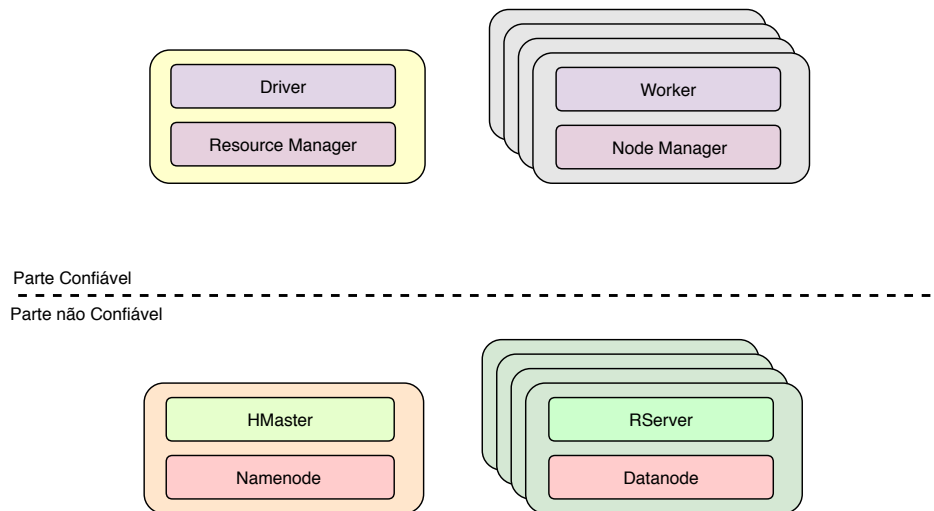 Driver
Resource Manager
Worker
Node Manager
Parte Confiável
Parte não Confiável
HMaster
Namenode
RServer
Datanode